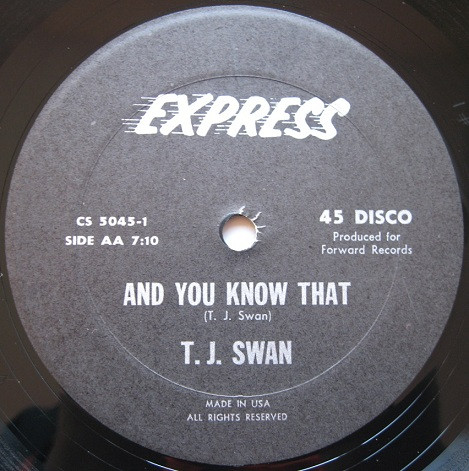 EXPRESS
CS 5045-1
SIDE AA 7:10
45 DISCO
Produced for
Forward Records
AND YOU KNOW THAT
(T. J. Swan)
T. J. SWAN
MADE IN USA
ALL RIGHTS RESERVED